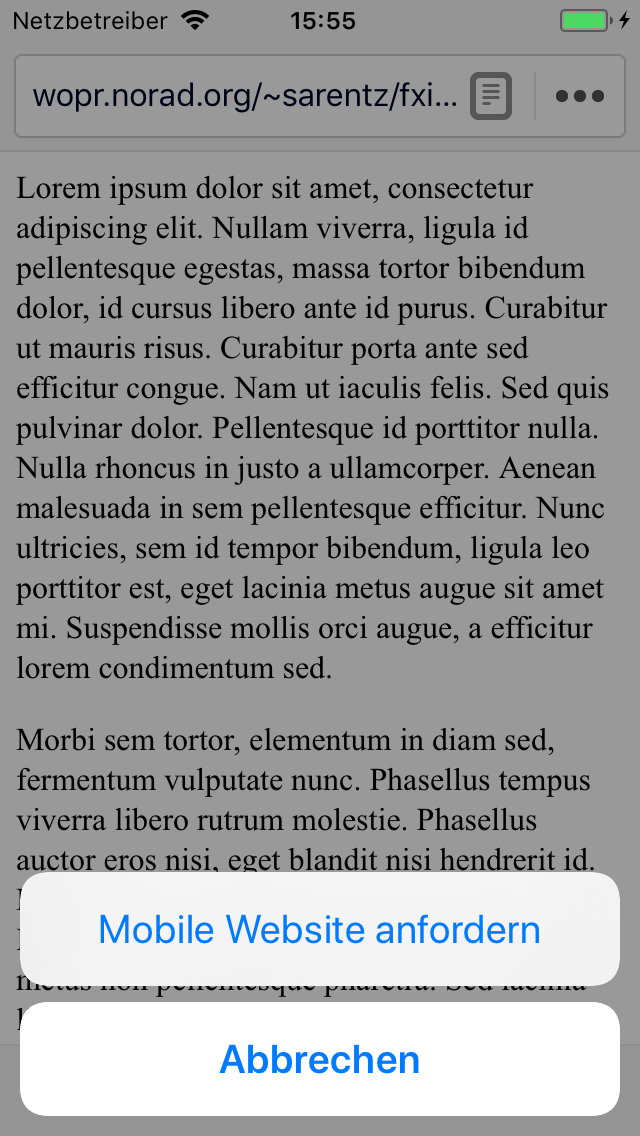 Netzbetreiber 15:55
wopr.norad.org/~sarentz/fxi...
Lorem ipsum dolor sit amet, consectetur
adipiscing elit. Nullam viverra, ligula id
pellentesque egestas, massa tortor bibendum
dolor, id cursus libero ante id purus. Curabitur
ut mauris risus. Curabitur porta ante sed
efficitur congue. Nam ut iaculis felis. Sed quis
pulvinar dolor. Pellentesque id porttitor nulla.
Nulla rhoncus in justo a ullamcorper. Aenean
malesuada in sem pellentesque efficitur. Nunc
ultricies, sem id tempor bibendum, ligula leo
porttitor est, eget lacinia metus augue sit amet
mi. Suspendisse mollis orci augue, a efficitur
lorem condimentum sed.
Morbi sem tortor, elementum in diam sed,
fermentum vulputate nunc. Phasellus tempus
viverra libero rutrum molestie. Phasellus
auctor eros nisi, eget blandit nisi hendrerit id.
Mobile Website anfordern
metus non pellentesque pharetra. Sed lacinia
Abbrechen